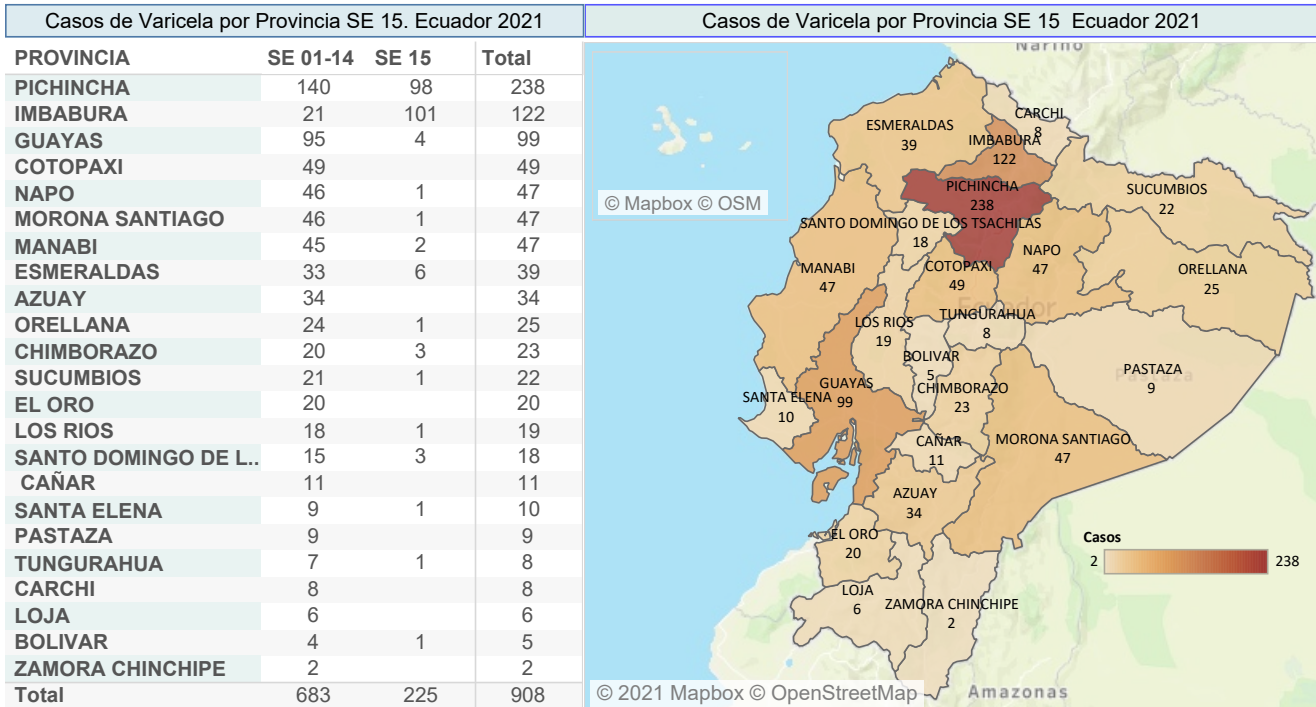 Casos de Varicela por Provincia SE 15. Ecuador 2021
PROVINCIA SE 01-14 SE 15 Total
PICHINCHA 140 98 238
IMBABURA 21 101 122
GUAYAS 95 4 99
COTOPAXI 49 49
NAPO 46 1 47
MORONA SANTIAGO 46 1 47
MANABI 45 2 47
ESMERALDAS 33 6 39
AZUAY 34 34
ORELLANA 24 1 25
CHIMBORAZO 20 3 23
SUCUMBIOS 21 1 22
EL ORO 20 20
LOS RIOS 18 1 19
SANTO DOMINGO DE L.. 15 3 18
CAÑAR 11 11
SANTA ELENA 9 1 10
PASTAZA 9 9
TUNGURAHUA 7 1 8
CARCHI 8 8
LOJA 6 6
BOLIVAR 4 1 5
ZAMORA CHINCHIPE 2 2
Total 683 225 908
Casos de Varicela por Provincia SE 15 Ecuador 2021
Nariño
CARCHI
8
ESMERALDAS
39
IMBABURA
122
© Mapbox © OSM
PICHINCHA
238
SUCUMBIOS
22
SANTO DOMINGO DE LOS TSACHILAS
18
NAPO
47
MANABI
47
COTOPAXI
49
ORELLANA
25
Ecuador
TUNGURAHUA
8
LOS RIOS
19
BOLIVAR
5
PASTAZA
9
Pastaza
GUAYAS
99
CHIMBORAZO
23
SANTA ELENA
10
CAÑAR
11
MORONA SANTIAGO
47
AZUAY
34
EL ORO
20
Casos
2 238
LOJA
6
ZAMORA CHINCHIPE
2
© 2021 Mapbox © OpenStreetMap
Amazonas